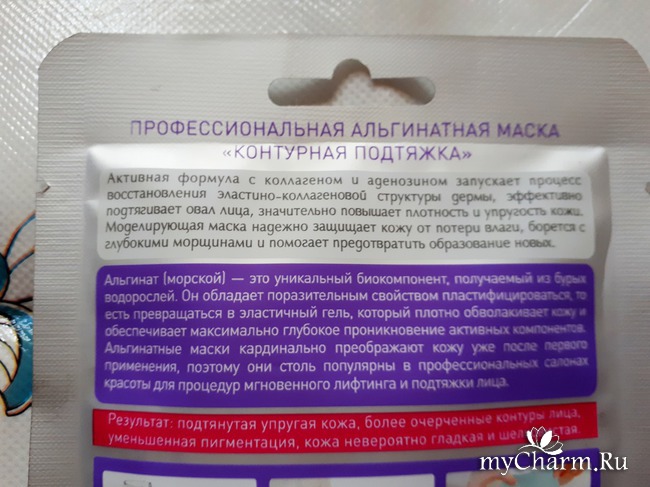 ПРОФЕССИОНАЛЬНАЯ АЛЬГИНАТНАЯ МАСКА
«КОНТУРНАЯ ПОДТЯЖКА»
Активная формула с коллагеном и аденозином запускает процесс
восстановления эластино-коллагеновой структуры дермы, эффективно
подтягивает овал лица, значительно повышает плотность и упругость кожи.
Моделирующая маска надежно защищает кожу от потери влаги, борется с
глубокими морщинами и помогает предотвратить образование новых.
Альгинат (морской) — это уникальный биокомпонент, получаемый из бурых
водорослей. Он обладает поразительным свойством пластифицироваться, то
есть превращаться в эластичный гель, который плотно обволакивает кожу и
обеспечивает максимально глубокое проникновение активных компонентов.
Альгинатные маски кардинально преображают кожу уже после первого
применения, поэтому они столь популярны в профессиональных салонах
красоты для процедур мгновенного лифтинга и подтяжки лица.
Результат: подтянутая упругая кожа, более очерченные контуры лица,
уменьшенная пигментация, кожа невероятно гладкая и
myCharm.Ru